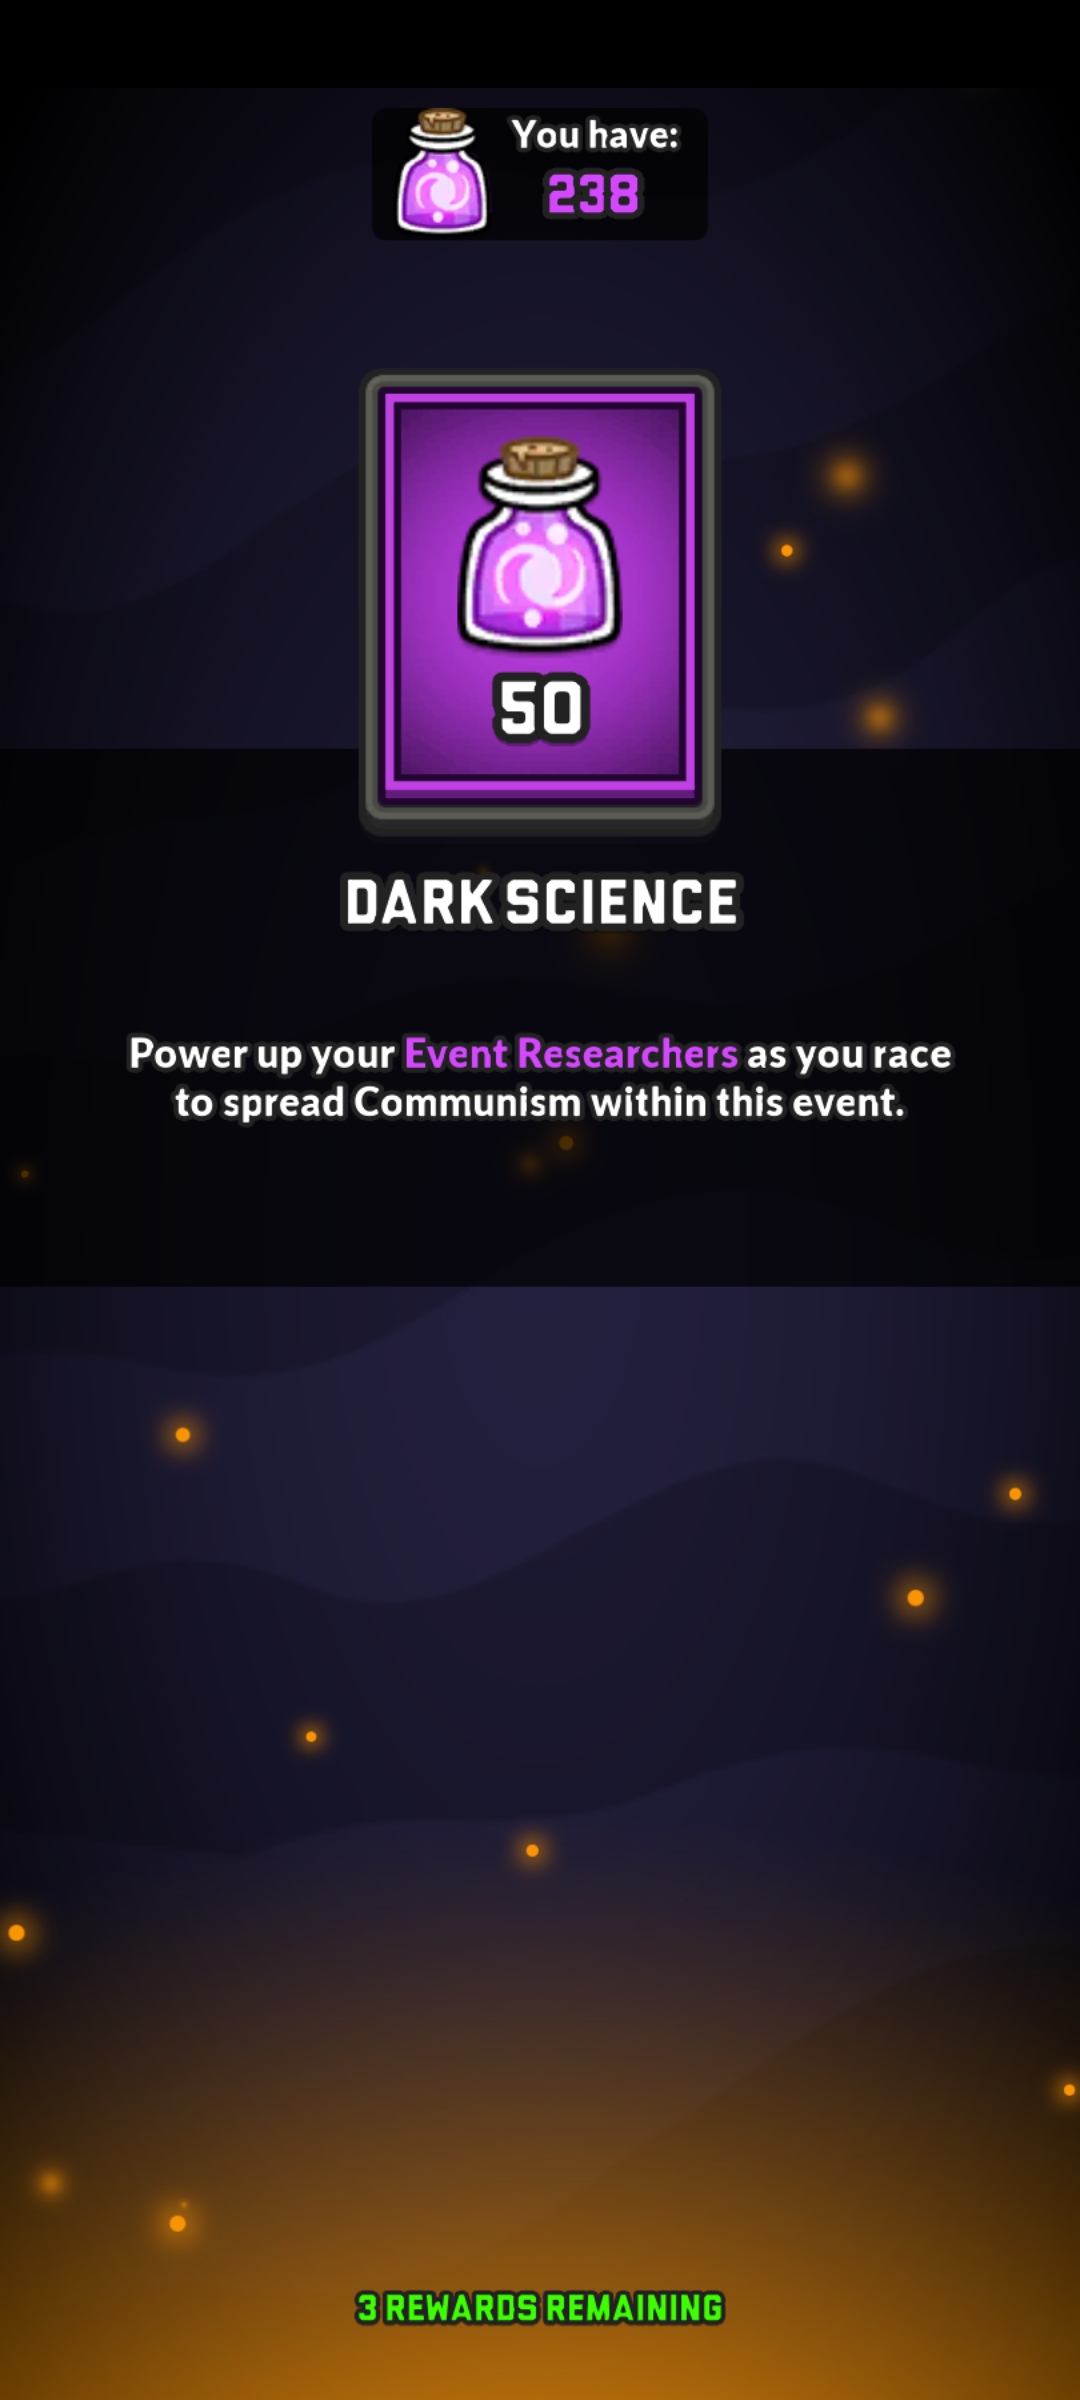 You have:
238
50
DARK SCIENCE
Power up your Event Researchers as you race
to spread Communism within this event.
3 REWARDS REMAINING